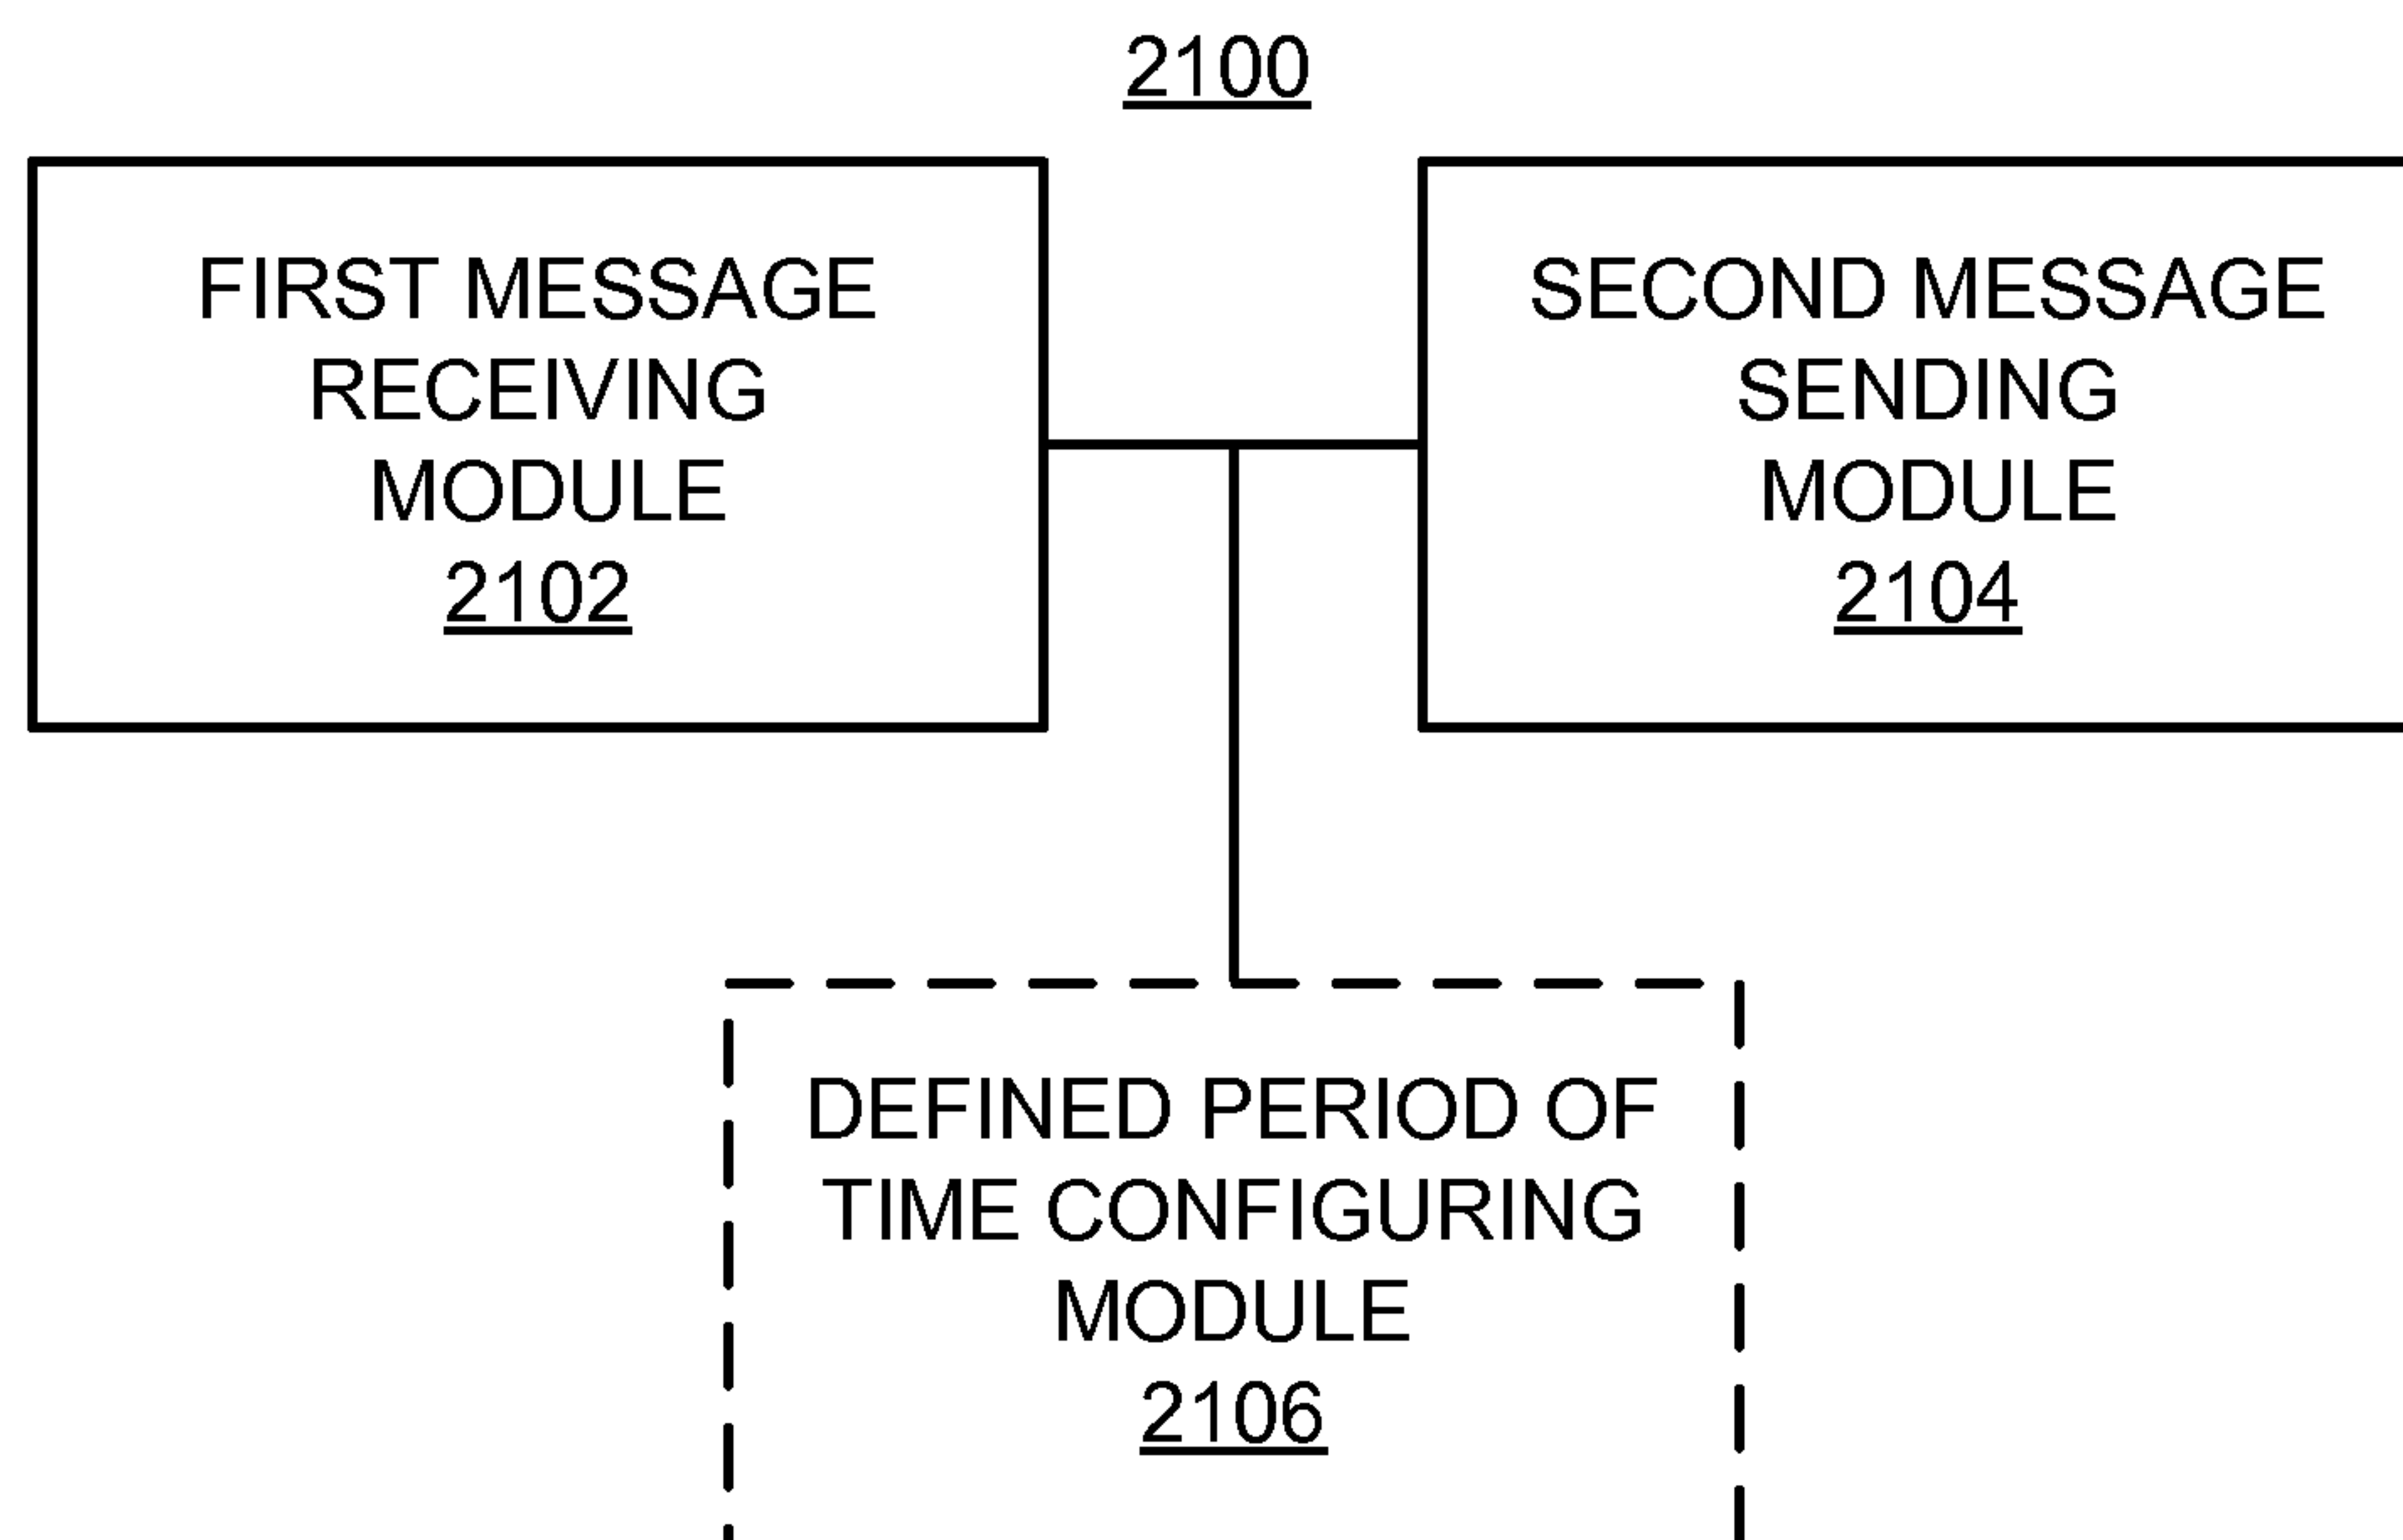 2100
FIRST MESSAGE
RECEIVING
MODULE
2102
SECOND MESSAGE
SENDING
MODULE
2104
DEFINED PERIOD OF
TIME CONFIGURING
MODULE
2106